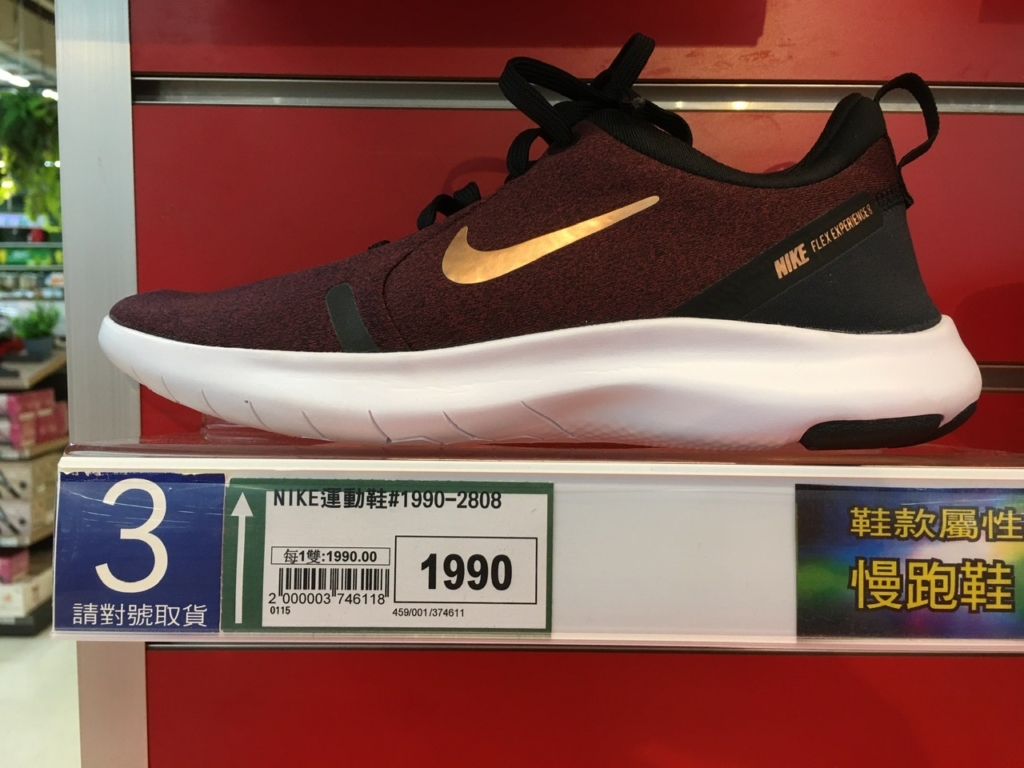 NIKE FLEX EXPERIENCE
3
請對號取貨
NIKE運動鞋#1990-2808
每1雙:1990.00
1990
2 000003 746118
0115
459/001/374611
鞋款屬性
慢跑鞋